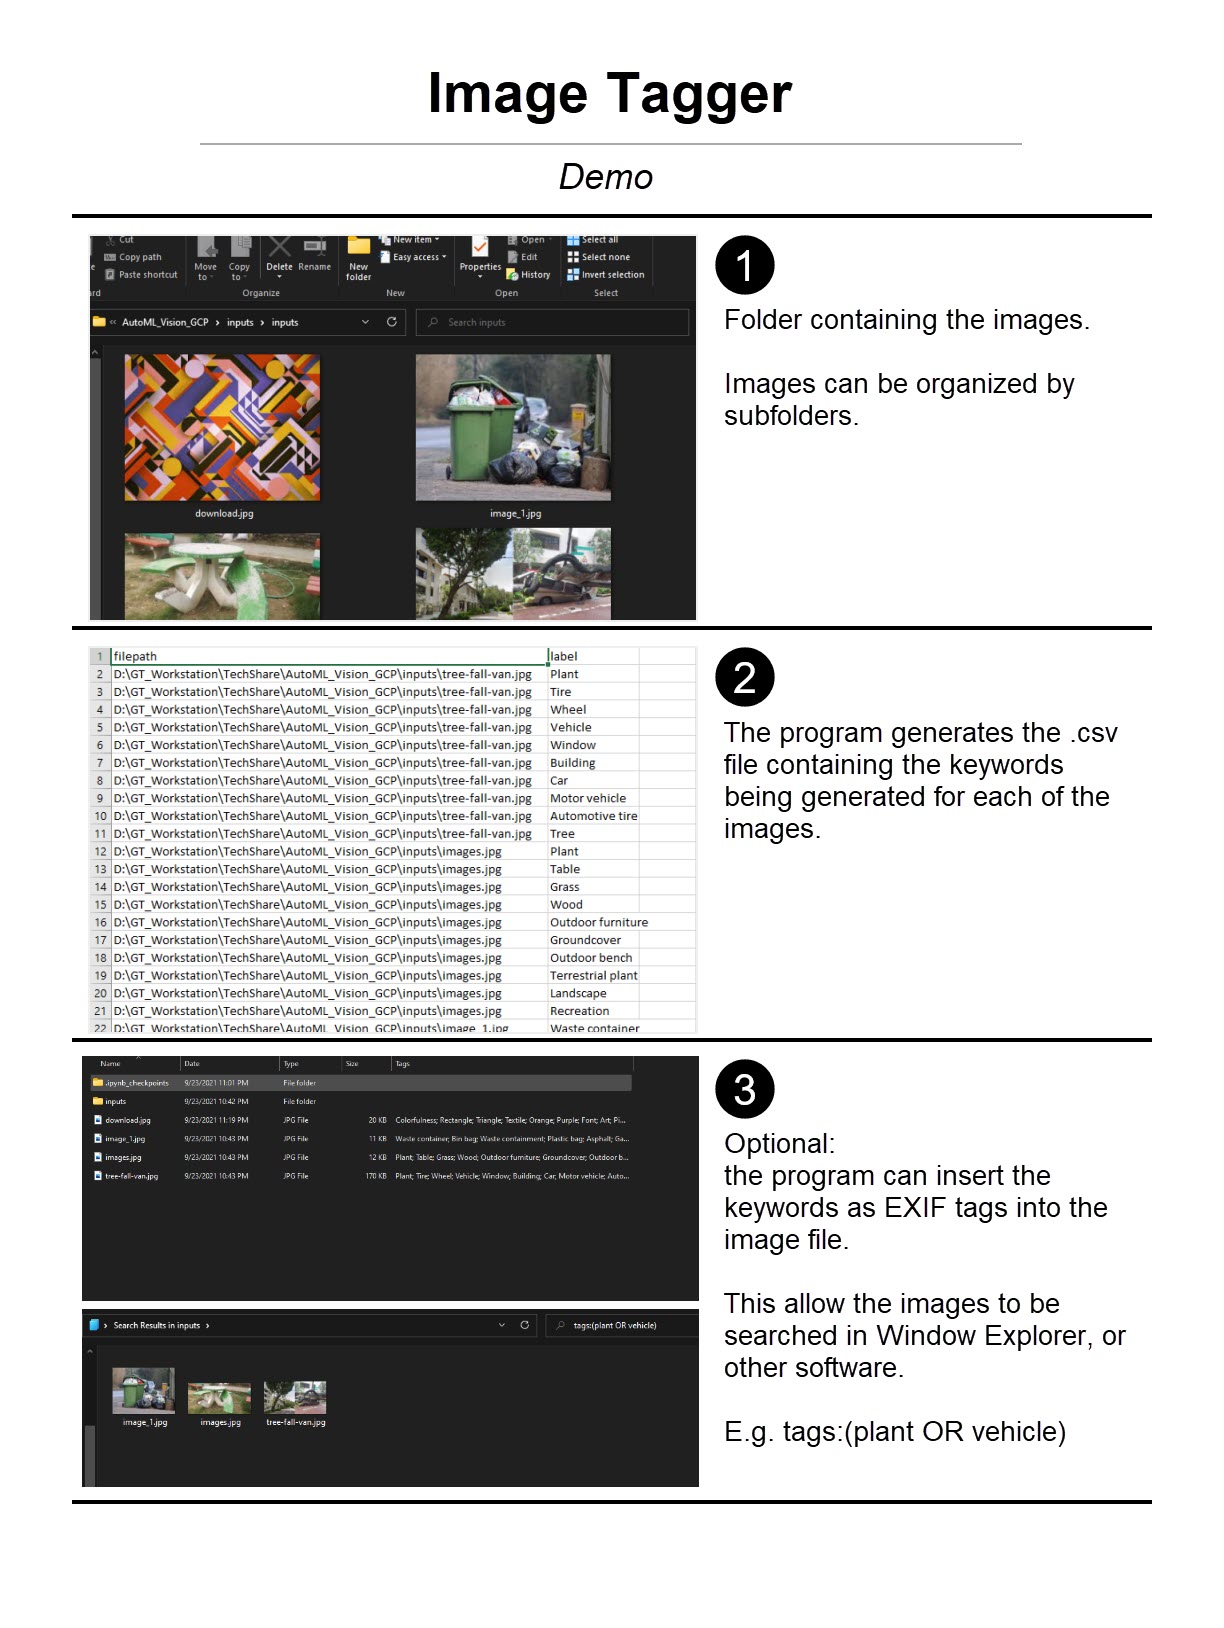 Image Tagger
Demo
Cut
Copy path
Paste shortcut
Move to
Copy to
Delete
Rename
New folder
New item
Easy access
Properties
Open
Edit
History
Select all
Select none
Invert selection
ard
Organize
New
Open
Select
« AutoML_Vision_GCP > inputs > inputs
Search inputs
download.jpg
image_1.jpg
1
Folder containing the images.
Images can be organized by
subfolders.
1 filepath label
2 D:\GT_Workstation\TechShare\AutoML_Vision_GCP\inputs\tree-fall-van.jpg Plant
3 D:\GT_Workstation\TechShare\AutoML_Vision_GCP\inputs\tree-fall-van.jpg Tire
4 D:\GT_Workstation\TechShare\AutoML_Vision_GCP\inputs\tree-fall-van.jpg Wheel
5 D:\GT_Workstation\TechShare\AutoML_Vision_GCP\inputs\tree-fall-van.jpg Vehicle
6 D:\GT_Workstation\TechShare\AutoML_Vision_GCP\inputs\tree-fall-van.jpg Window
7 D:\GT_Workstation\TechShare\AutoML_Vision_GCP\inputs\tree-fall-van.jpg Building
8 D:\GT_Workstation\TechShare\AutoML_Vision_GCP\inputs\tree-fall-van.jpg Car
9 D:\GT_Workstation\TechShare\AutoML_Vision_GCP\inputs\tree-fall-van.jpg Motor vehicle
10 D:\GT_Workstation\TechShare\AutoML_Vision_GCP\inputs\tree-fall-van.jpg Automotive tire
11 D:\GT_Workstation\TechShare\AutoML_Vision_GCP\inputs\tree-fall-van.jpg Tree
12 D:\GT_Workstation\TechShare\AutoML_Vision_GCP\inputs\images.jpg Plant
13 D:\GT_Workstation\TechShare\AutoML_Vision_GCP\inputs\images.jpg Table
14 D:\GT_Workstation\TechShare\AutoML_Vision_GCP\inputs\images.jpg Grass
15 D:\GT_Workstation\TechShare\AutoML_Vision_GCP\inputs\images.jpg Wood
16 D:\GT_Workstation\TechShare\AutoML_Vision_GCP\inputs\images.jpg Outdoor furniture
17 D:\GT_Workstation\TechShare\AutoML_Vision_GCP\inputs\images.jpg Groundcover
18 D:\GT_Workstation\TechShare\AutoML_Vision_GCP\inputs\images.jpg Outdoor bench
19 D:\GT_Workstation\TechShare\AutoML_Vision_GCP\inputs\images.jpg Terrestrial plant
20 D:\GT_Workstation\TechShare\AutoML_Vision_GCP\inputs\images.jpg Landscape
21 D:\GT_Workstation\TechShare\AutoML_Vision_GCP\inputs\images.jpg Recreation
22 D:\GT_Workstation\TechShare\AutoML_Vision_GCP\inputs\image_1.jpg Waste container
2
The program generates the .csv
file containing the keywords
being generated for each of the
images.
Name Date Type Size Tags
.ipynb_checkpoints 9/23/2021 11:01 PM File folder
inputs 9/23/2021 10:42 PM File folder
download.jpg 9/23/2021 11:19 PM JPG File 20 KB Colorfulness; Rectangle; Triangle; Textile; Orange; Purple; Font; Art; Pi...
image_1.jpg 9/23/2021 10:43 PM JPG File 11 KB Waste container; Bin bag; Waste containment; Plastic bag; Asphalt; Ga...
images.jpg 9/23/2021 10:43 PM JPG File 12 KB Plant; Table; Grass; Wood; Outdoor furniture; Groundcover; Outdoor b...
tree-fall-van.jpg 9/23/2021 10:43 PM JPG File 170 KB Plant; Tire; Wheel; Vehicle; Window; Building; Car; Motor vehicle; Auto...
> Search Results in inputs >
tags:(plant OR vehicle)
image_1.jpg
images.jpg
tree-fall-van.jpg
3
Optional:
the program can insert the
keywords as EXIF tags into the
image file.
This allow the images to be
searched in Window Explorer, or
other software.
E.g. tags:(plant OR vehicle)